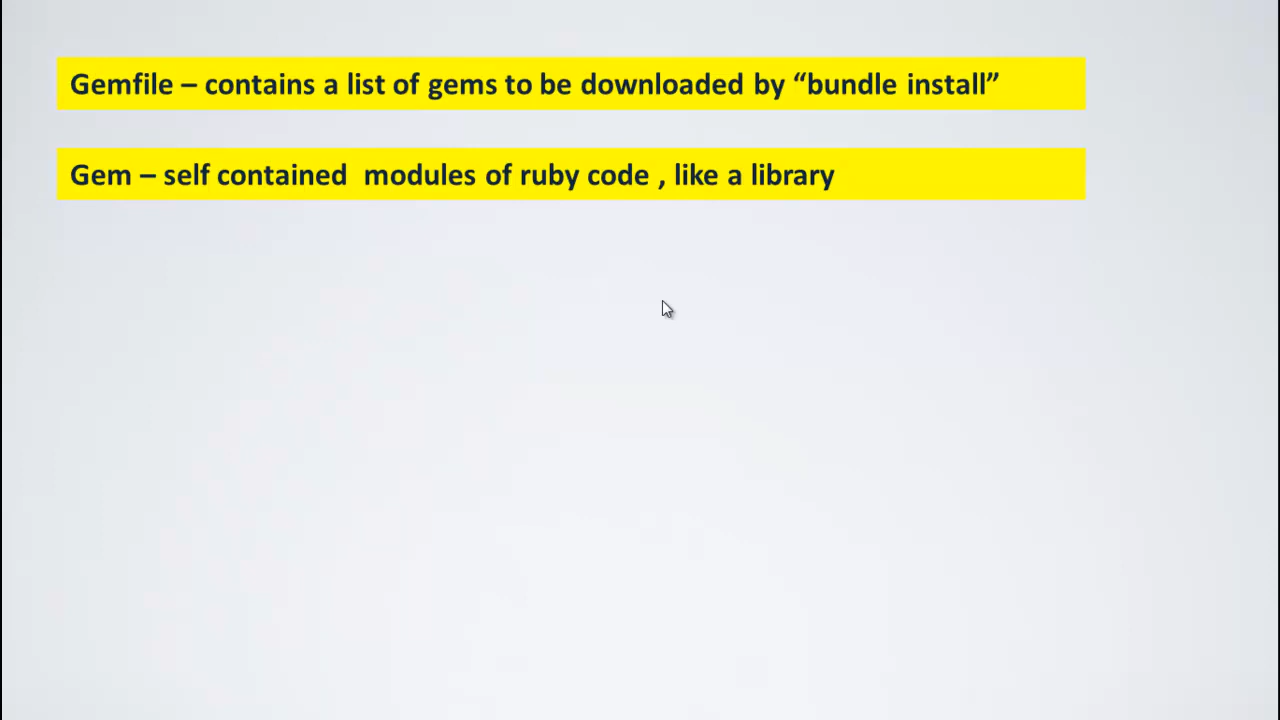 Gemfile – contains a list of gems to be downloaded by “bundle install”
Gem – self contained  modules of ruby code , like a library